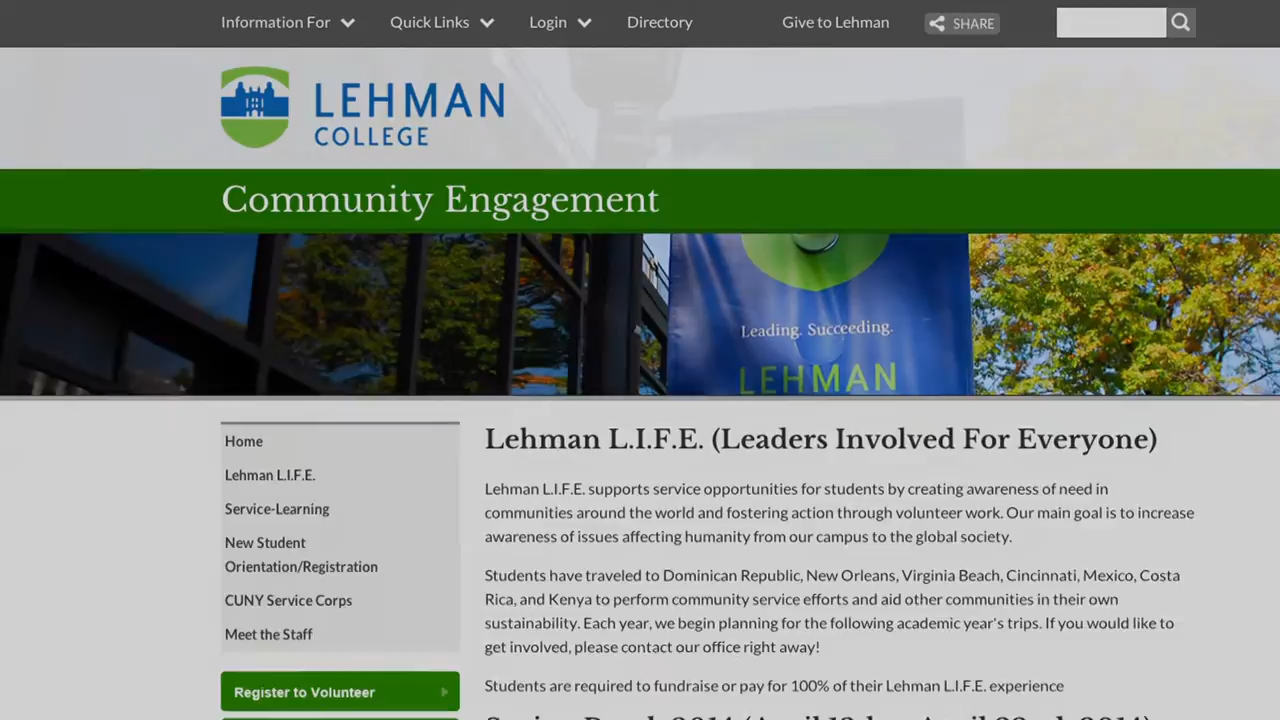 Information For Quick Links Login Directory Give to Lehman SHARE
LEHMAN
COLLEGE
Community Engagement
Leading. Succeeding.
LEHMAN
Home
Lehman L.I.F.E.
Service-Learning
New Student
Orientation/Registration
CUNY Service Corps
Meet the Staff
Register to Volunteer
Lehman L.I.F.E. (Leaders Involved For Everyone)
Lehman L.I.F.E. supports service opportunities for students by creating awareness of need in
communities around the world and fostering action through volunteer work. Our main goal is to increase
awareness of issues affecting humanity from our campus to the global society.
Students have traveled to Dominican Republic, New Orleans, Virginia Beach, Cincinnati, Mexico, Costa
Rica, and Kenya to perform community service efforts and aid other communities in their own
sustainability. Each year, we begin planning for the following academic year's trips. If you would like to
get involved, please contact our office right away!
Students are required to fundraise or pay for 100% of their Lehman L.I.F.E. experience